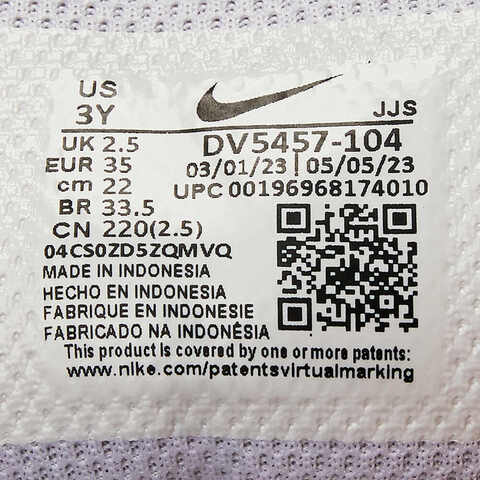 US
3Y
JJS
UK 2.5
DV5457-104
EUR 35
03/01/23 | 05/05/23
cm 22
UPC 00196968174010
BR 33.5
CN 220(2.5)
04CS0ZD5ZQMVQ
MADE IN INDONESIA
HECHO EN INDONESIA
FABRIQUE EN INDONESIE
FABRICADO NA INDONÉSIA
This product is covered by one or more patents:
www.nike.com/patentsvirtualmarking